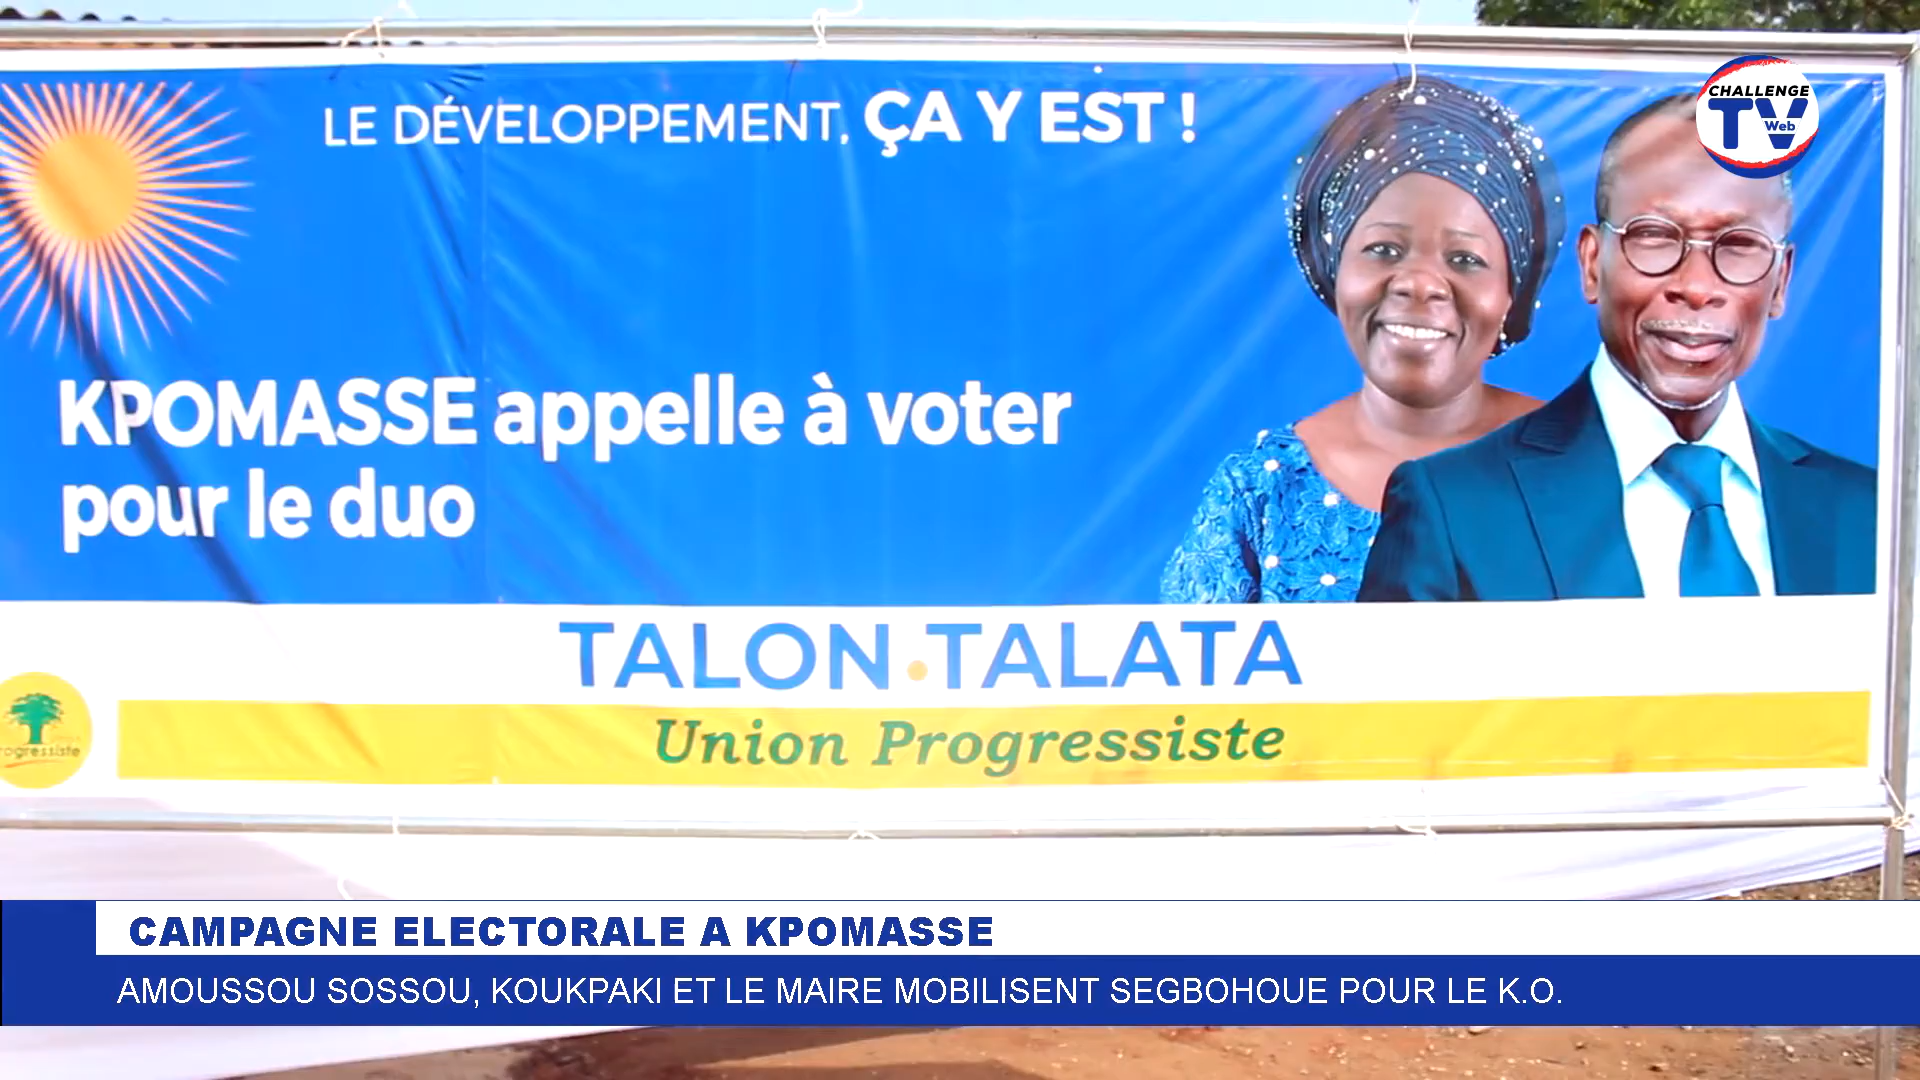 CHALLENGE
TV
Web
LE DÉVELOPPEMENT, ÇA Y EST !
KPOMASSE appelle à voter
pour le duo
TALON • TALATA
Union Progressiste
rogressiste
CAMPAGNE ELECTORALE A KPOMASSE
AMOUSSOU SOSSOU, KOUKPAKI ET LE MAIRE MOBILISENT SEGBOHOUE POUR LE K.O.